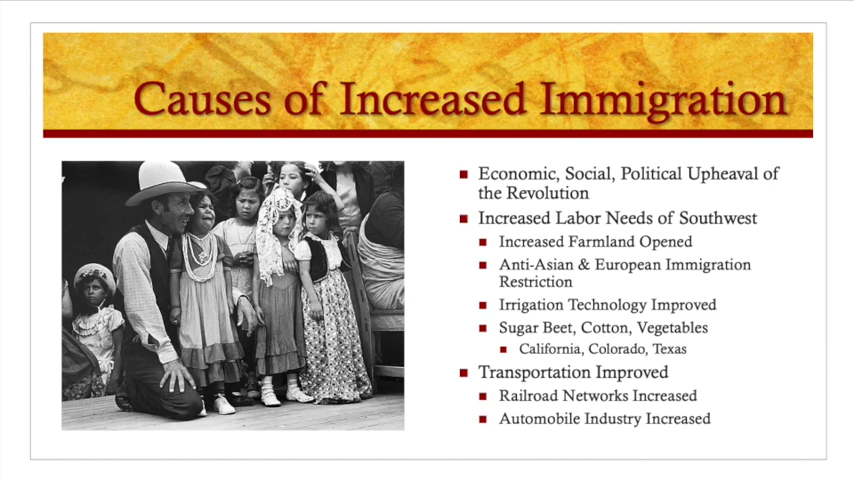 Causes of Increased Immigration
Economic, Social, Political Upheaval of
the Revolution
Increased Labor Needs of Southwest
Increased Farmland Opened
Anti-Asian & European Immigration
Restriction
Irrigation Technology Improved
Sugar Beet, Cotton, Vegetables
California, Colorado, Texas
Transportation Improved
Railroad Networks Increased
Automobile Industry Increased